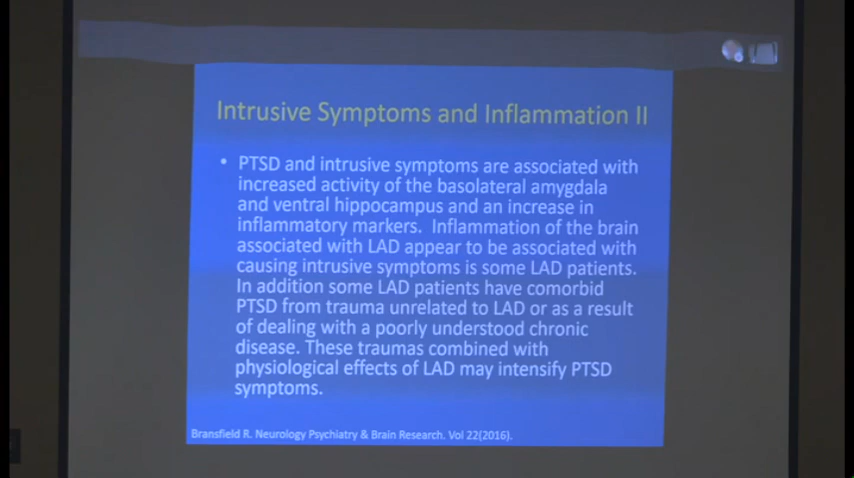 Intrusive Symptoms and Inflammation II
• PTSD and intrusive symptoms are associated with
increased activity of the basolateral amygdala
and ventral hippocampus and an increase in
inflammatory markers.  Inflammation of the brain
associated with LAD appear to be associated with
causing intrusive symptoms is some LAD patients.
In addition some LAD patients have comorbid
PTSD from trauma unrelated to LAD or as a result
of dealing with a poorly understood chronic
disease. These traumas combined with
physiological effects of LAD may intensify PTSD
symptoms.
Bransfield R. Neurology Psychiatry & Brain Research. Vol 22(2016).